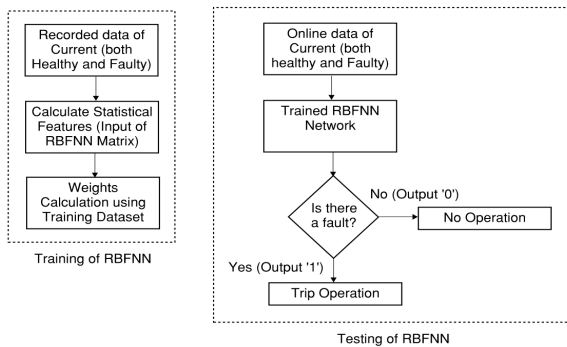 Recorded data of
Current (both
Healthy and Faulty)
Calculate Statistical
Features (Input of
RBFNN Matrix)
Weights
Calculation using
Training Dataset
Training of RBFNN
Online data of
Current (both
healthy and Faulty)
Trained RBFNN
Network
Is there
a fault?
No (Output '0')
No Operation
Yes (Output '1')
Trip Operation
Testing of RBFNN